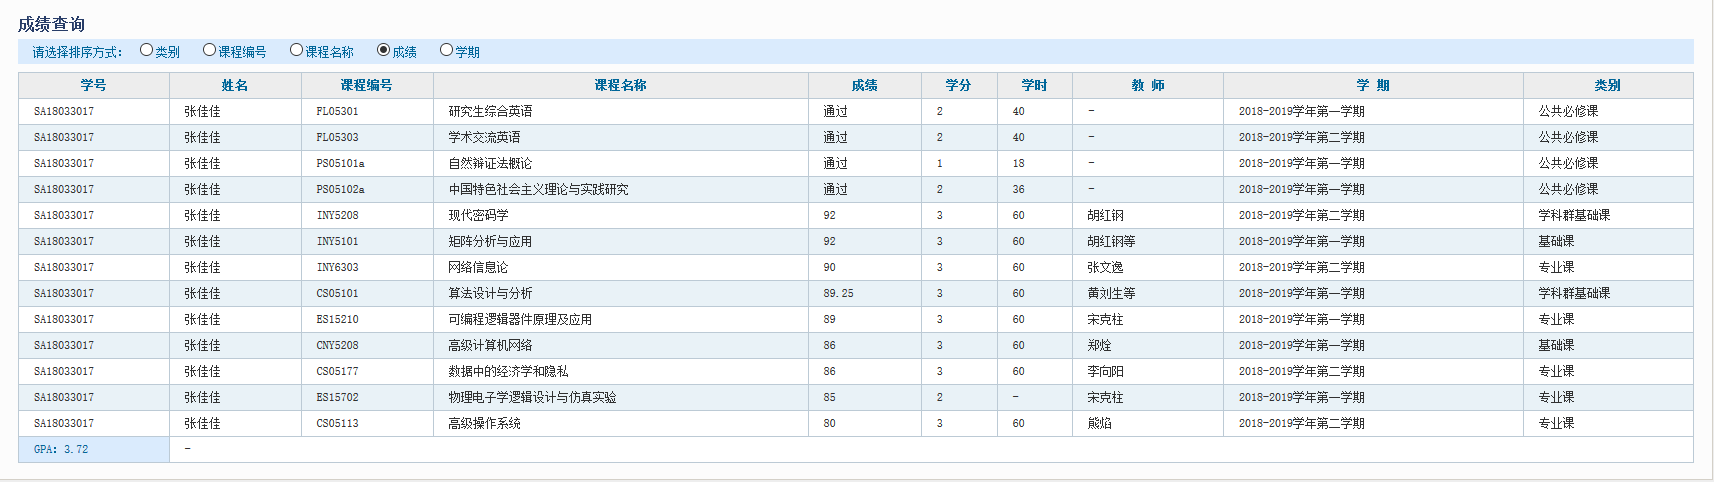 成绩查询
请选择排序方式： 类别 课程编号 课程名称 成绩 学期
学号 姓名 课程编号 课程名称 成绩 学分 学时 教 师 学 期 类别
SA18033017 张佳佳 FL05301 研究生综合英语 通过 2 40 - 2018-2019学年第一学期 公共必修课
SA18033017 张佳佳 FL05303 学术交流英语 通过 2 40 - 2018-2019学年第二学期 公共必修课
SA18033017 张佳佳 PS05101a 自然辩证法概论 通过 1 18 - 2018-2019学年第一学期 公共必修课
SA18033017 张佳佳 PS05102a 中国特色社会主义理论与实践研究 通过 2 36 - 2018-2019学年第一学期 公共必修课
SA18033017 张佳佳 INY5208 现代密码学 92 3 60 胡红钢 2018-2019学年第二学期 学科群基础课
SA18033017 张佳佳 INY5101 矩阵分析与应用 92 3 60 胡红钢等 2018-2019学年第一学期 基础课
SA18033017 张佳佳 INY6303 网络信息论 90 3 60 张文逸 2018-2019学年第二学期 专业课
SA18033017 张佳佳 CS05101 算法设计与分析 89.25 3 60 黄刘生等 2018-2019学年第一学期 学科群基础课
SA18033017 张佳佳 ES15210 可编程逻辑器件原理及应用 89 3 60 宋克柱 2018-2019学年第一学期 专业课
SA18033017 张佳佳 CNY5208 高级计算机网络 86 3 60 郑烇 2018-2019学年第一学期 基础课
SA18033017 张佳佳 CS05177 数据中的经济学和隐私 86 3 60 李向阳 2018-2019学年第二学期 专业课
SA18033017 张佳佳 ES15702 物理电子学逻辑设计与仿真实验 85 2 - 宋克柱 2018-2019学年第一学期 专业课
SA18033017 张佳佳 CS05113 高级操作系统 80 3 60 熊焰 2018-2019学年第二学期 专业课
GPA: 3.72 -